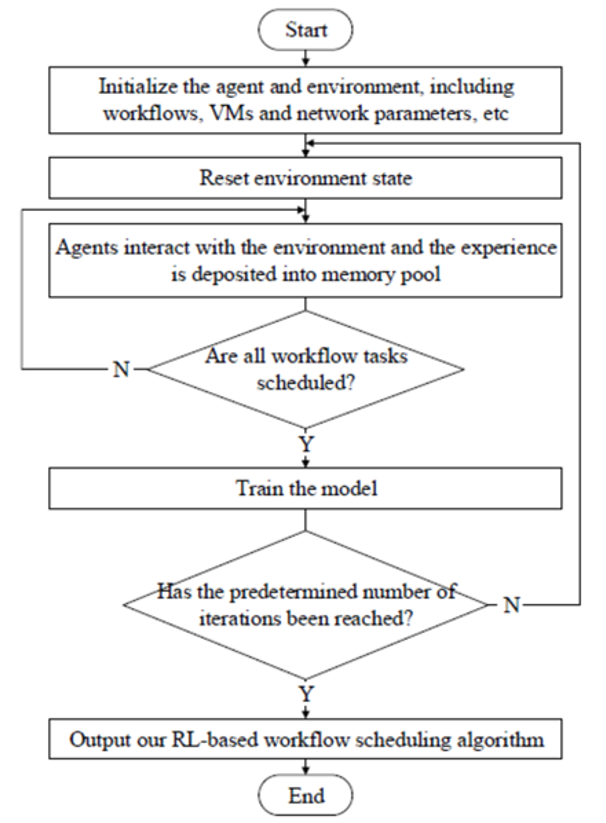 Start
Initialize the agent and environment, including
workflows, VMs and network parameters, etc
Reset environment state
Agents interact with the environment and the experience
is deposited into memory pool
Are all workflow tasks
scheduled?
N
Y
Train the model
Has the predetermined number of
iterations been reached?
N
Y
Output our RL-based workflow scheduling algorithm
End